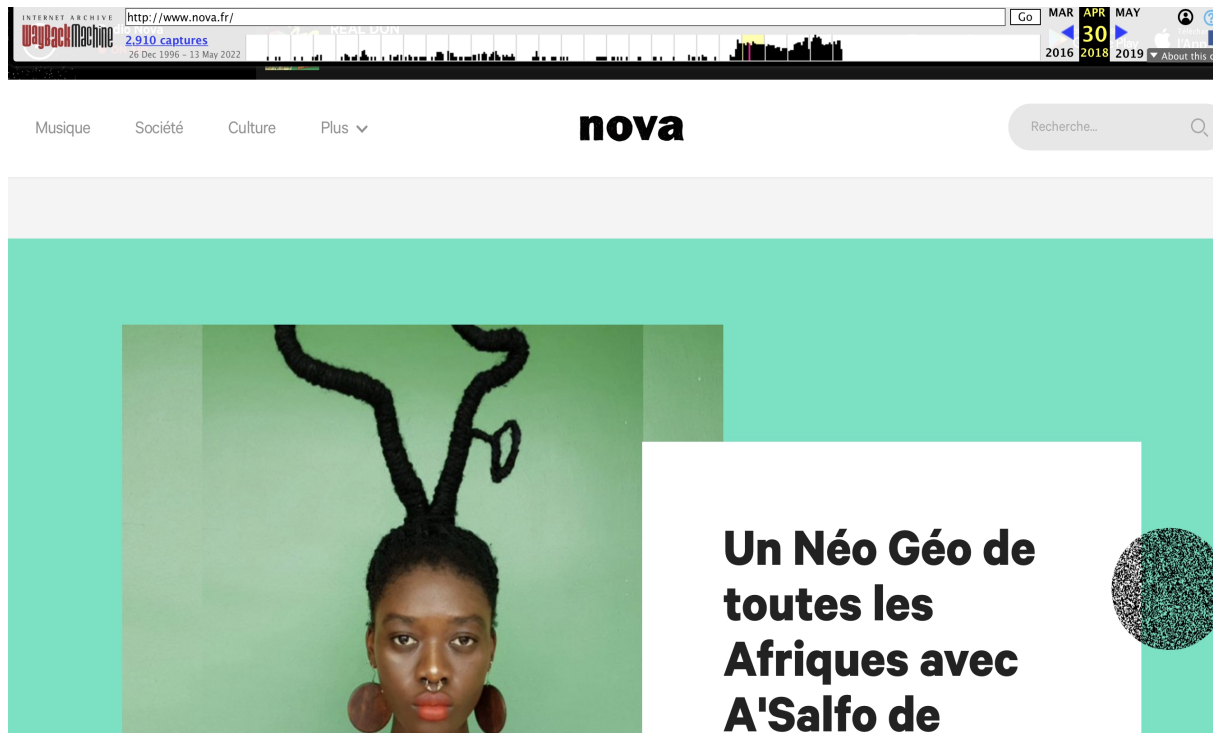 INTERNET ARCHIVE
WayBackMachine
http://www.nova.fr/
Go
2,910 captures
26 Dec 1996 – 13 May 2022
MAR APR MAY
30
2016 2018 2019
About this c
REAL DON
Musique Société Culture Plus
nova
Recherche...
Un Néo Géo de
toutes les
Afriques avec
A'Salfo de